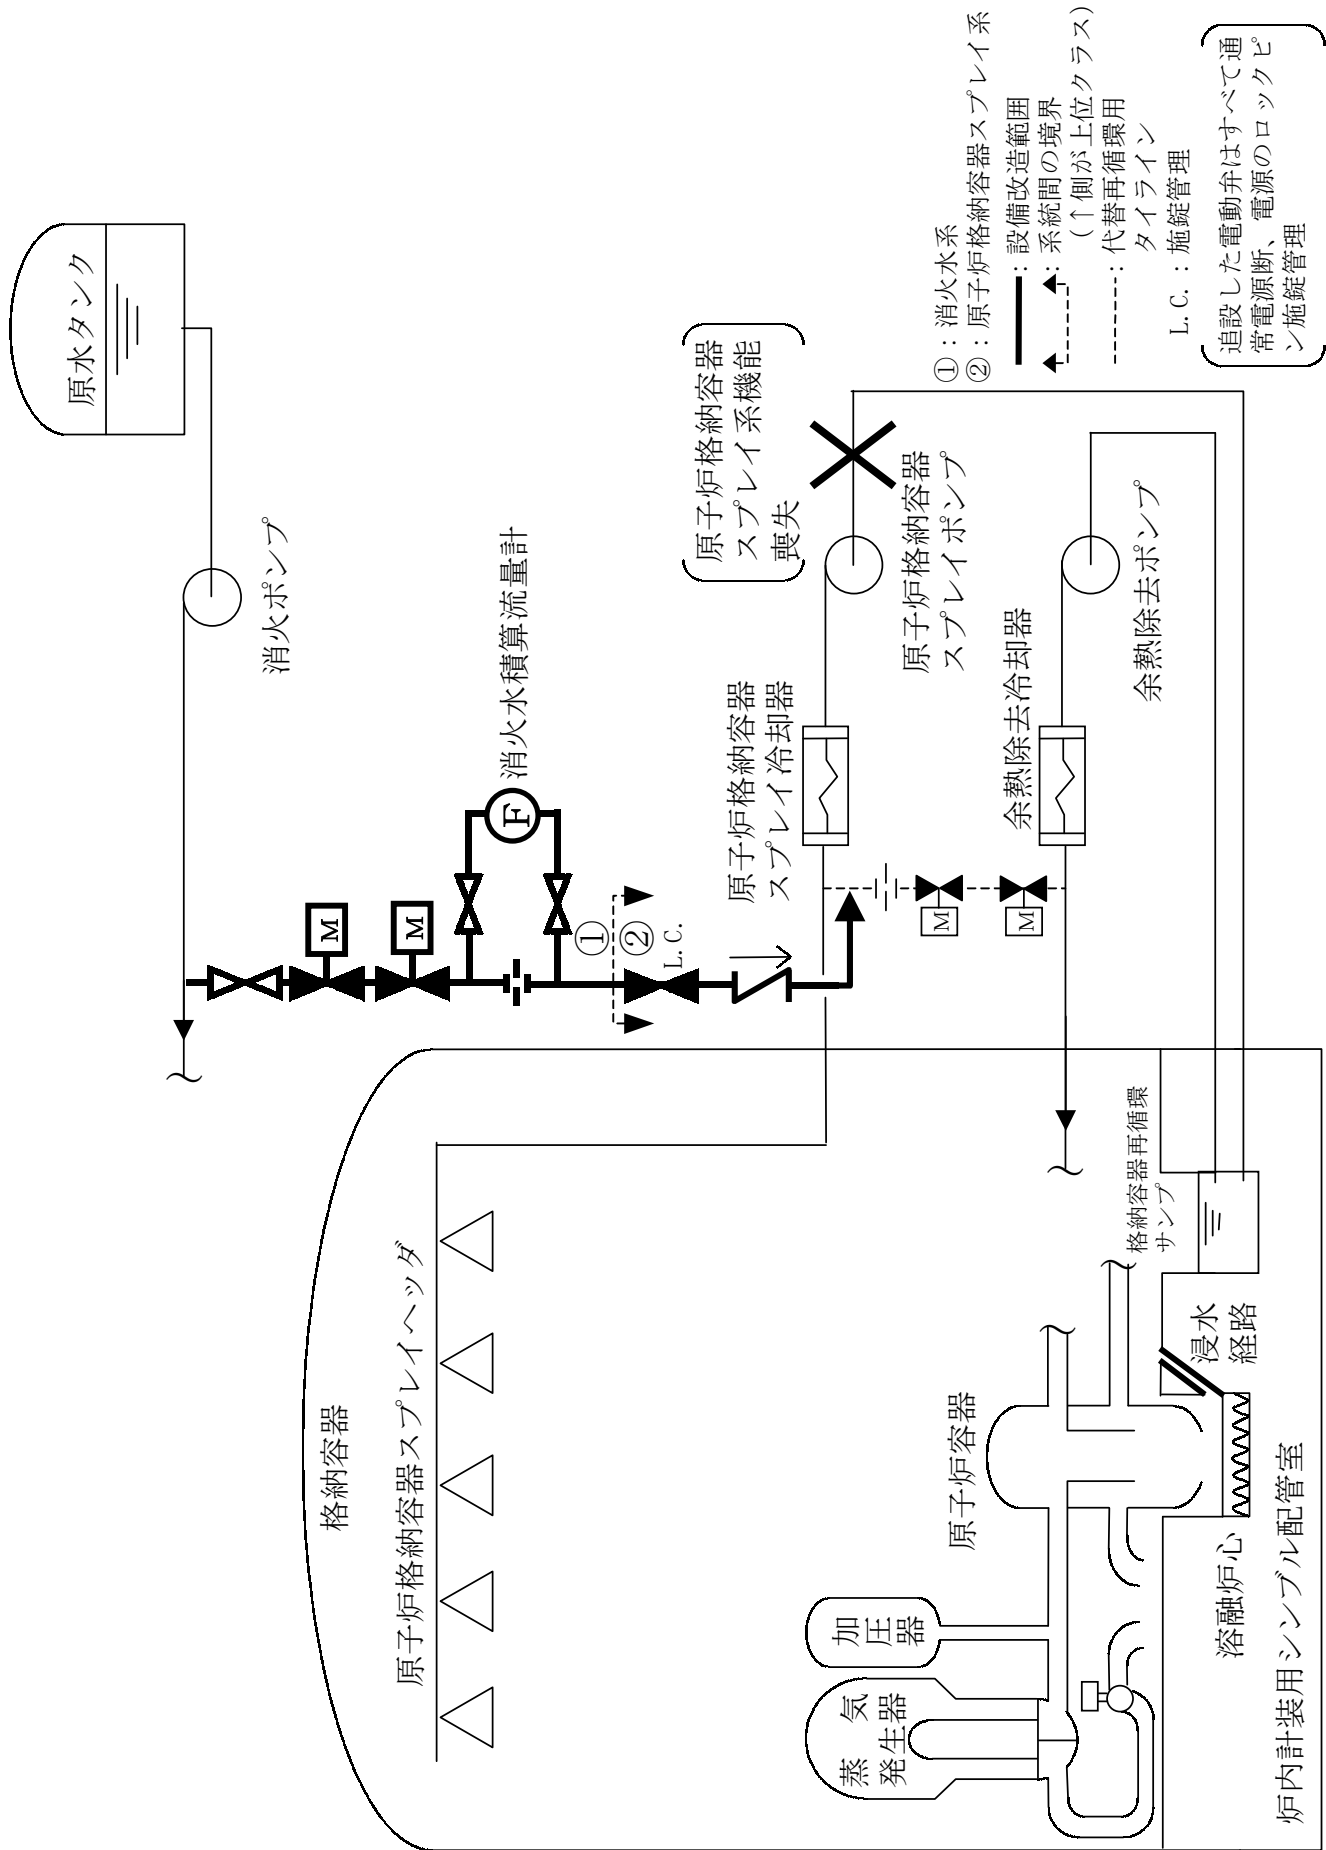 原水タンク
消火ポンプ
消火水積算流量計
M
M
F
①
②
L.C.
格納容器
原子炉格納容器スプレイヘッダ
原子炉格納容器
スプレイ冷却器
原子炉格納容器
スプレイ系機能
喪失
原子炉格納容器
スプレイポンプ
M
M
余熱除去冷却器
余熱除去ポンプ
加
圧
器
蒸気
発生器
原子炉容器
格納容器再循環
サンプ
浸水
経路
溶融炉心
炉内計装用シンブル配管室
①：消火水系
②：原子炉格納容器スプレイ系
：設備改造範囲
：系統間の境界
（↑側が上位クラス）
：代替再循環用
タイライン
L.C.：施錠管理
追設した電動弁はすべて通
常電源断、電源のロックピ
ン施錠管理